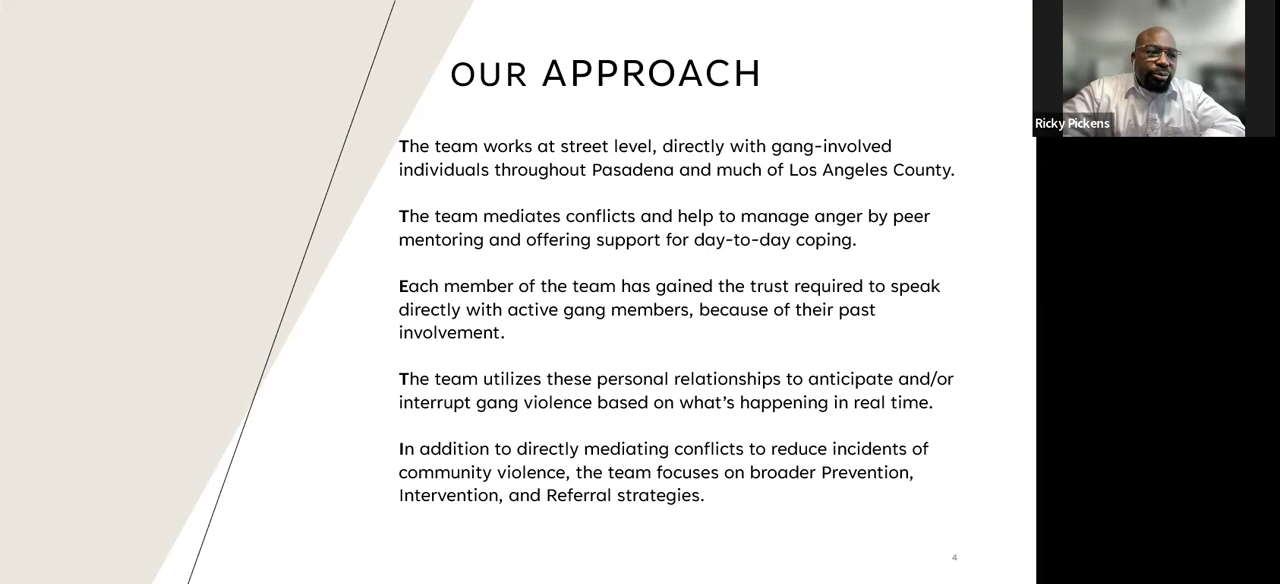 OUR APPROACH
The team works at street level, directly with gang-involved
individuals throughout Pasadena and much of Los Angeles County.
The team mediates conflicts and help to manage anger by peer
mentoring and offering support for day-to-day coping.
Each member of the team has gained the trust required to speak
directly with active gang members, because of their past
involvement.
The team utilizes these personal relationships to anticipate and/or
interrupt gang violence based on what's happening in real time.
In addition to directly mediating conflicts to reduce incidents of
community violence, the team focuses on broader Prevention,
Intervention, and Referral strategies.
4
Ricky Pickens